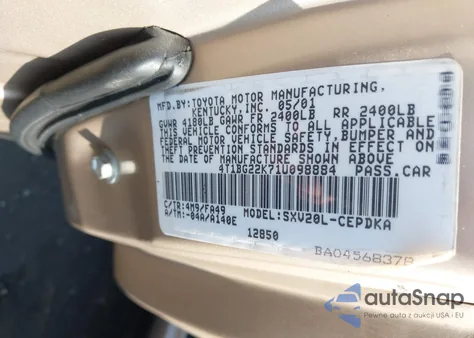 MFD.BY:TOYOTA MOTOR MANUFACTURING,
KENTUCKY,INC. 05/01
GVWR 4180LB GAWR FR 2400LB RR 2400LB
THIS VEHICLE CONFORMS TO ALL APPLICABLE
FEDERAL MOTOR VEHICLE SAFETY,BUMPER AND
THEFT PREVENTION STANDARDS IN EFFECT ON
THE DATE OF MANUFACTURE SHOWN ABOVE.
4T1BG22K71U098884 PASS.CAR
C/TR:4M9/FA49 MODEL:SXV20L-CEPDKA
A/TM:-04A/A140E
12850
BA0456837B
autoSnap
Pewne auta z aukcji USA i EU